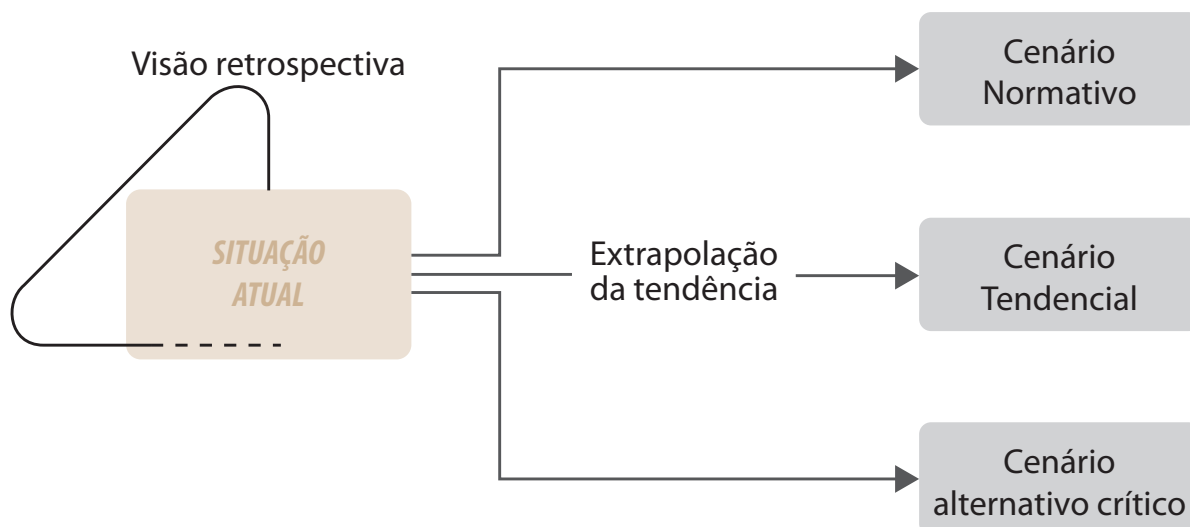 Visão retrospectiva
SITUAÇÃO
ATUAL
Cenário
Normativo
Extrapolação
da tendência
Cenário
Tendencial
Cenário
alternativo crítico